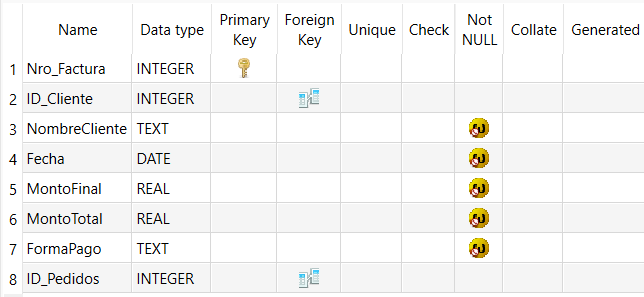 Name Data type Primary Key Foreign Key Unique Check Not NULL Collate Generated
1 Nro_Factura INTEGER
2 ID_Cliente INTEGER
3 NombreCliente TEXT
4 Fecha DATE
5 MontoFinal REAL
6 MontoTotal REAL
7 FormaPago TEXT
8 ID_Pedidos INTEGER